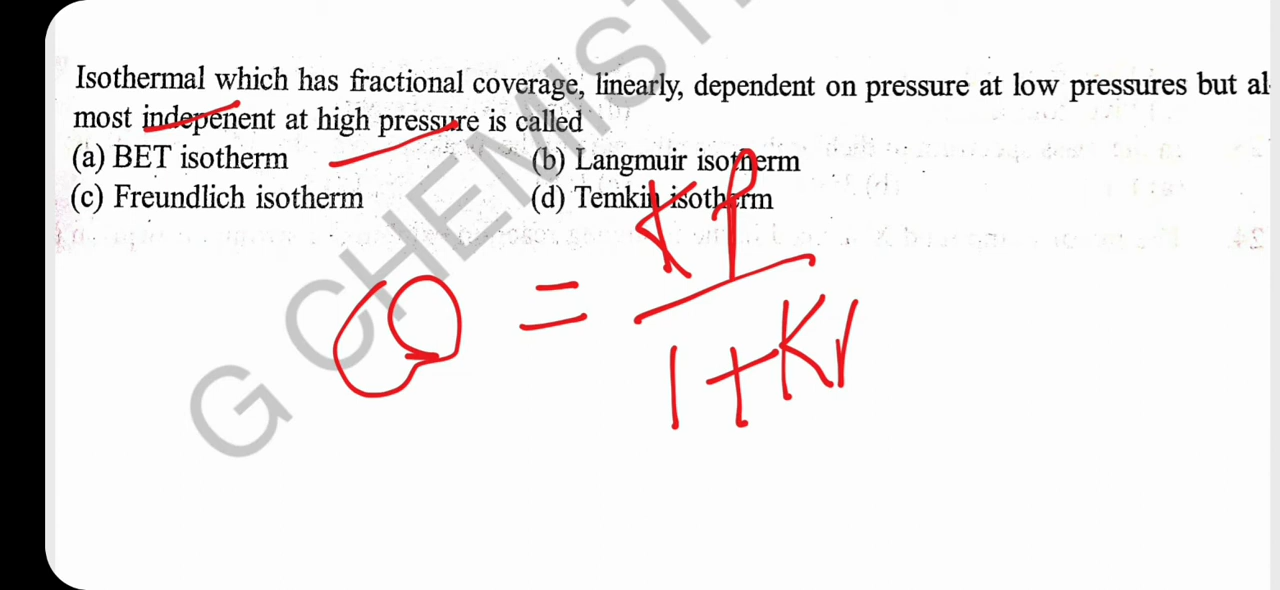 Isothermal which has fractional coverage, linearly, dependent on pressure at low pressures but al
most indepenent at high pressure is called
(a) BET isotherm (b) Langmuir isotherm
(c) Freundlich isotherm (d) Temkin isotherm
G CHEMIST
θ = KP
1+KP